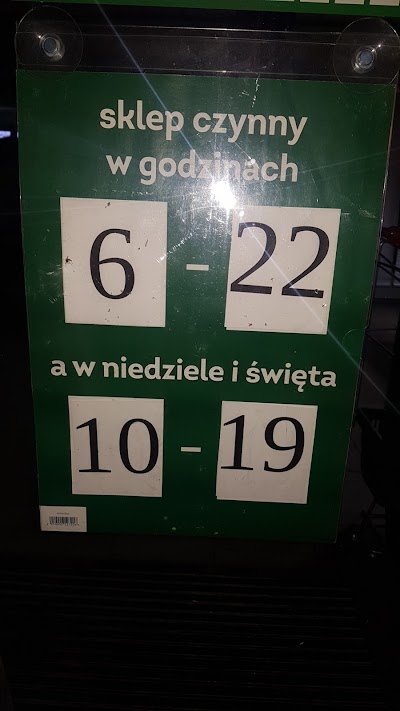 sklep czynny
w godzinach
6 - 22
a w niedziele i święta
10 - 19